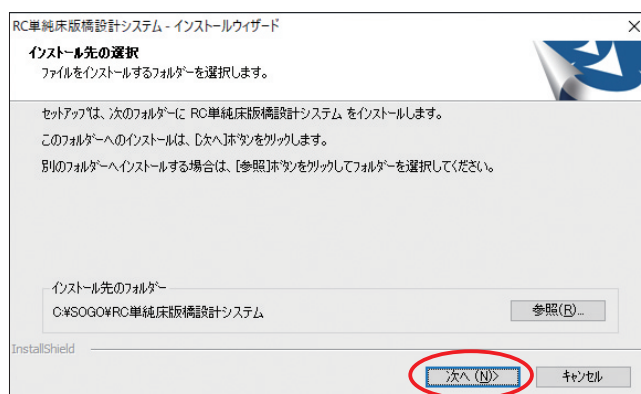 RC単純床版橋設計システム - インストールウィザード
インストール先の選択
ファイルをインストールするフォルダーを選択します。
セットアップは、次のフォルダーに RC単純床版橋設計システム をインストールします。
このフォルダーへのインストールは、[次へ]ボタンをクリックします。
別のフォルダーへインストールする場合は、[参照]ボタンをクリックしてフォルダーを選択してください。
インストール先のフォルダー
C:¥SOGO¥RC単純床版橋設計システム
参照(R)...
InstallShield
次へ (N)>
キャンセル